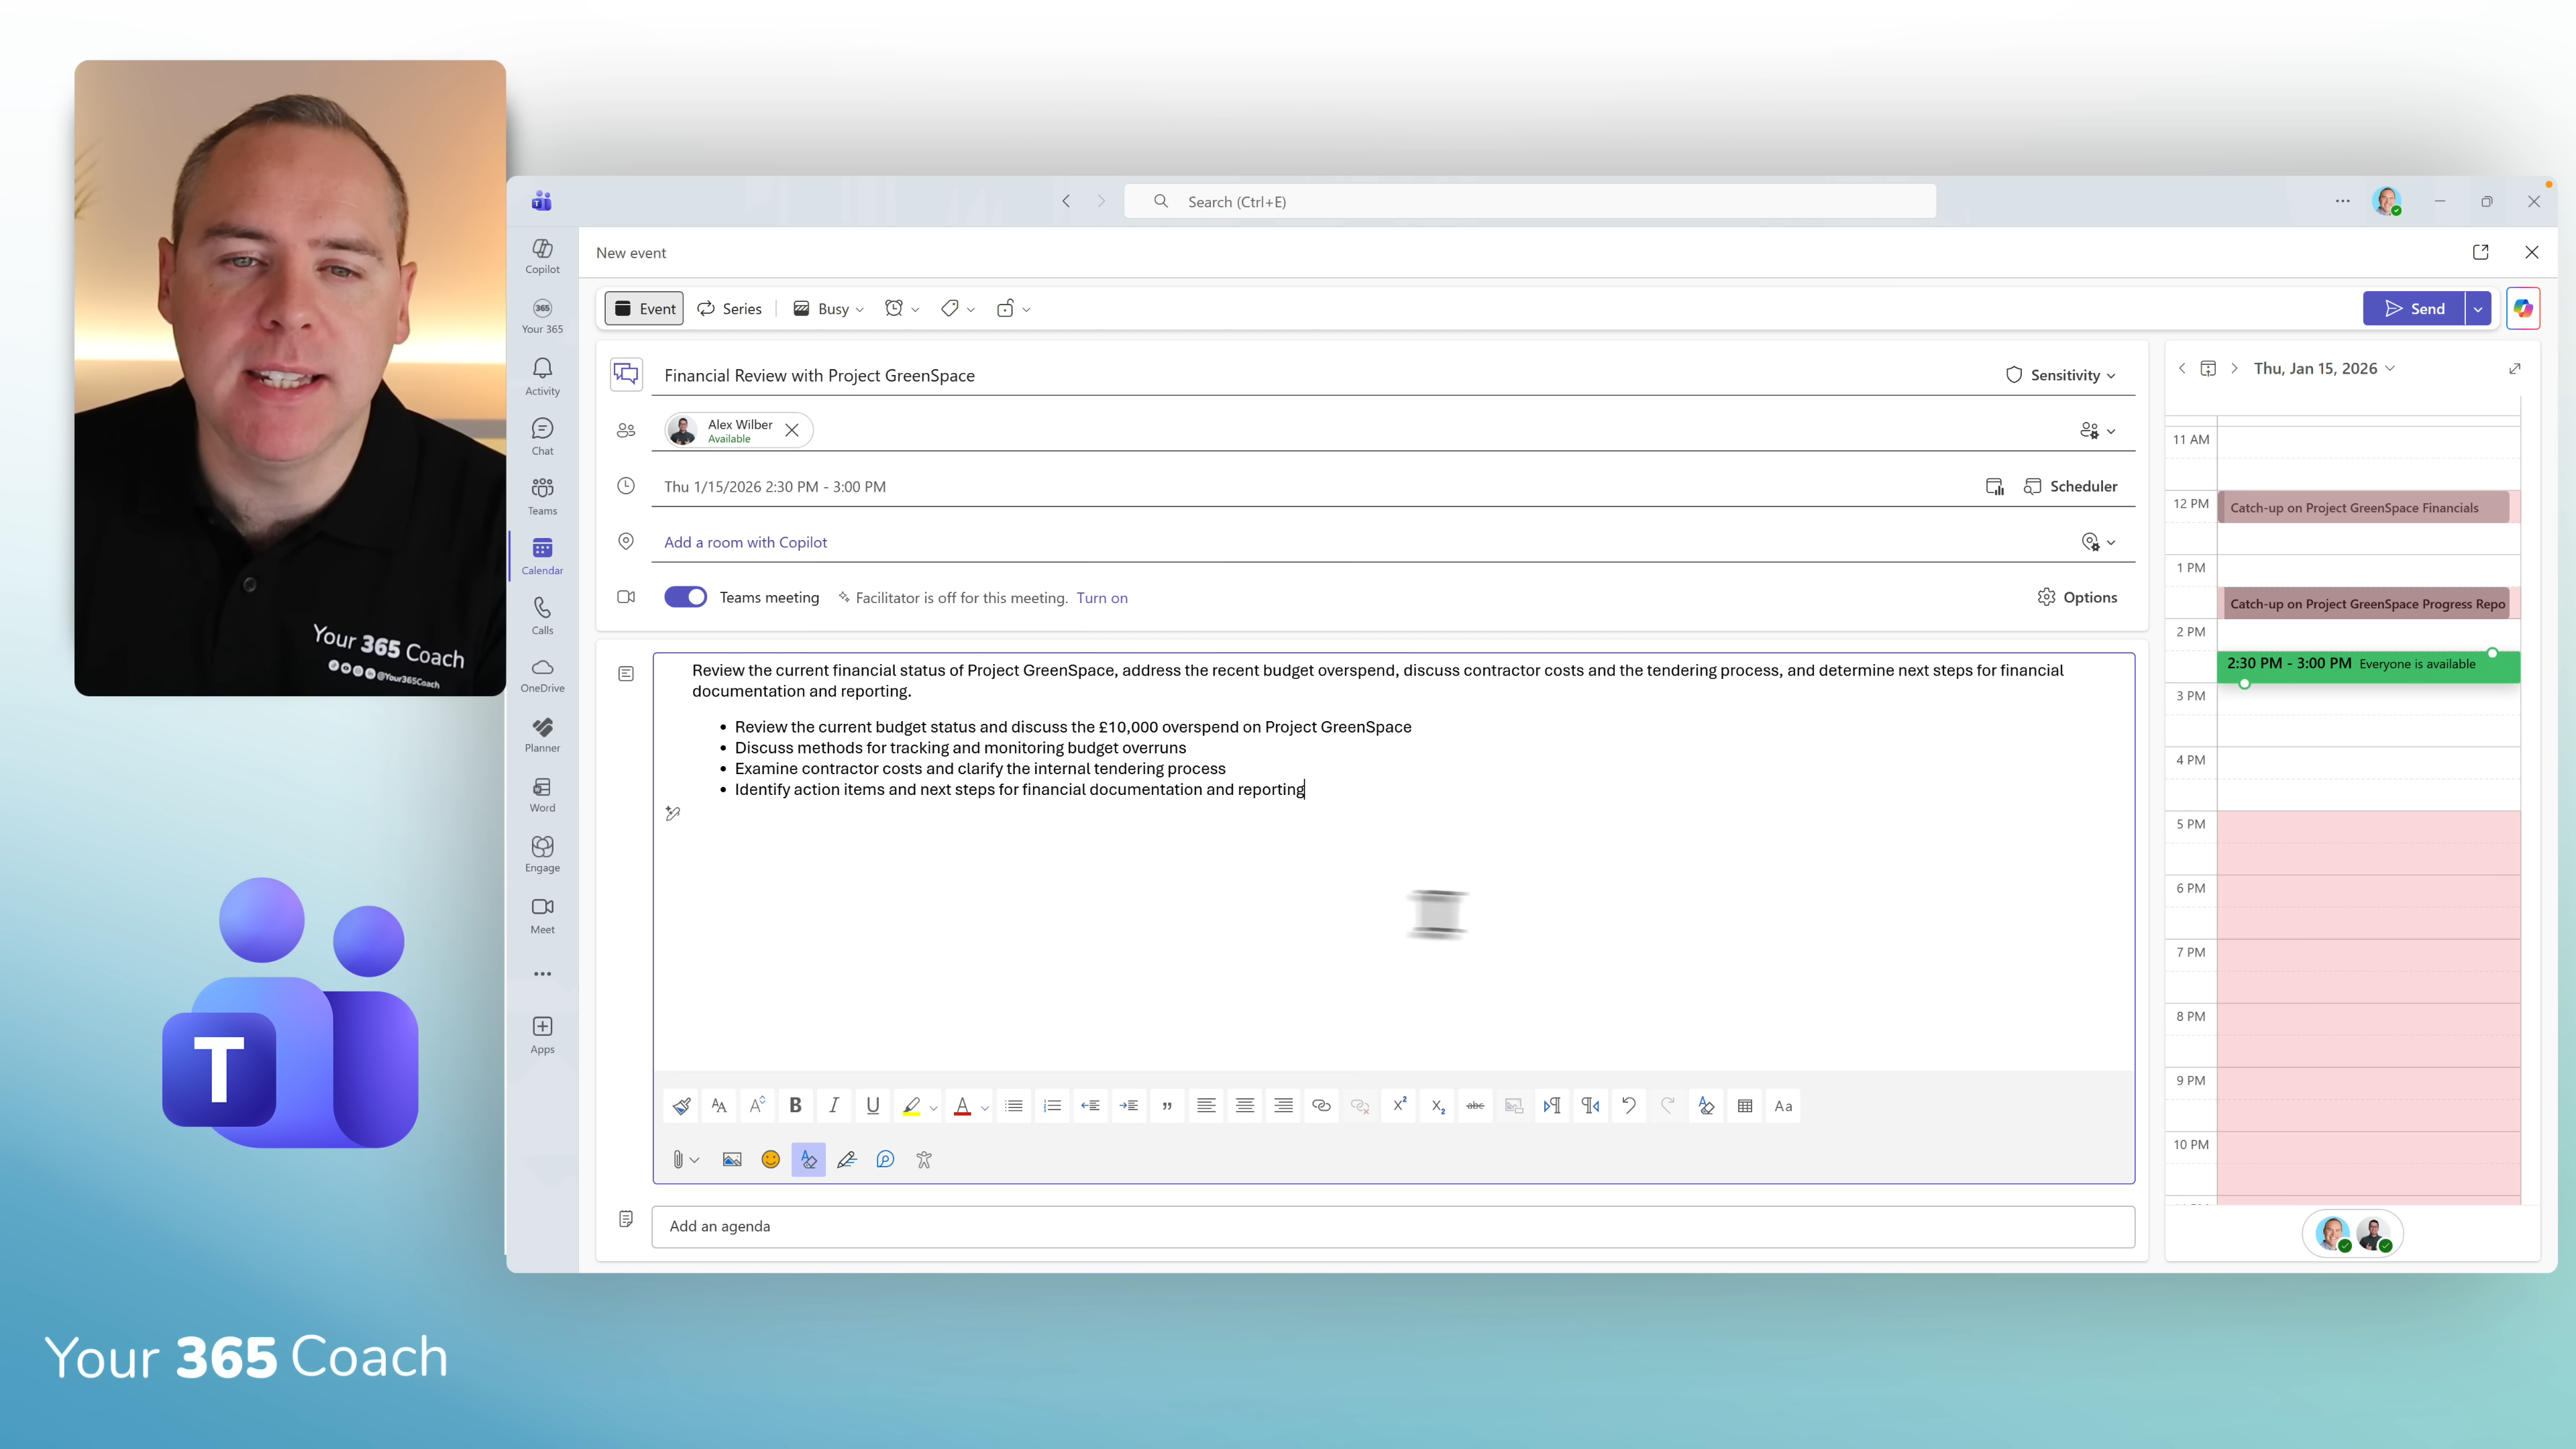 Your 365 Coach
@Your365Coach
T
Your 365 Coach
T
Search (Ctrl+E)
Copilot
365
Your 365
Activity
Chat
Teams
Calendar
Calls
OneDrive
Planner
Word
Engage
Meet
Apps
New event
Event
Series
Busy
Send
Financial Review with Project GreenSpace
Sensitivity
Alex Wilber
Available
Thu 1/15/2026 2:30 PM - 3:00 PM
Scheduler
Add a room with Copilot
Teams meeting
Facilitator is off for this meeting. Turn on
Options
Review the current financial status of Project GreenSpace, address the recent budget overspend, discuss contractor costs and the tendering process, and determine next steps for financial
documentation and reporting.
• Review the current budget status and discuss the £10,000 overspend on Project GreenSpace
• Discuss methods for tracking and monitoring budget overruns
• Examine contractor costs and clarify the internal tendering process
• Identify action items and next steps for financial documentation and reporting
Add an agenda
Thu, Jan 15, 2026
11 AM
12 PM
Catch-up on Project GreenSpace Financials
1 PM
Catch-up on Project GreenSpace Progress Repo
2 PM
2:30 PM - 3:00 PM Everyone is available
3 PM
4 PM
5 PM
6 PM
7 PM
8 PM
9 PM
10 PM